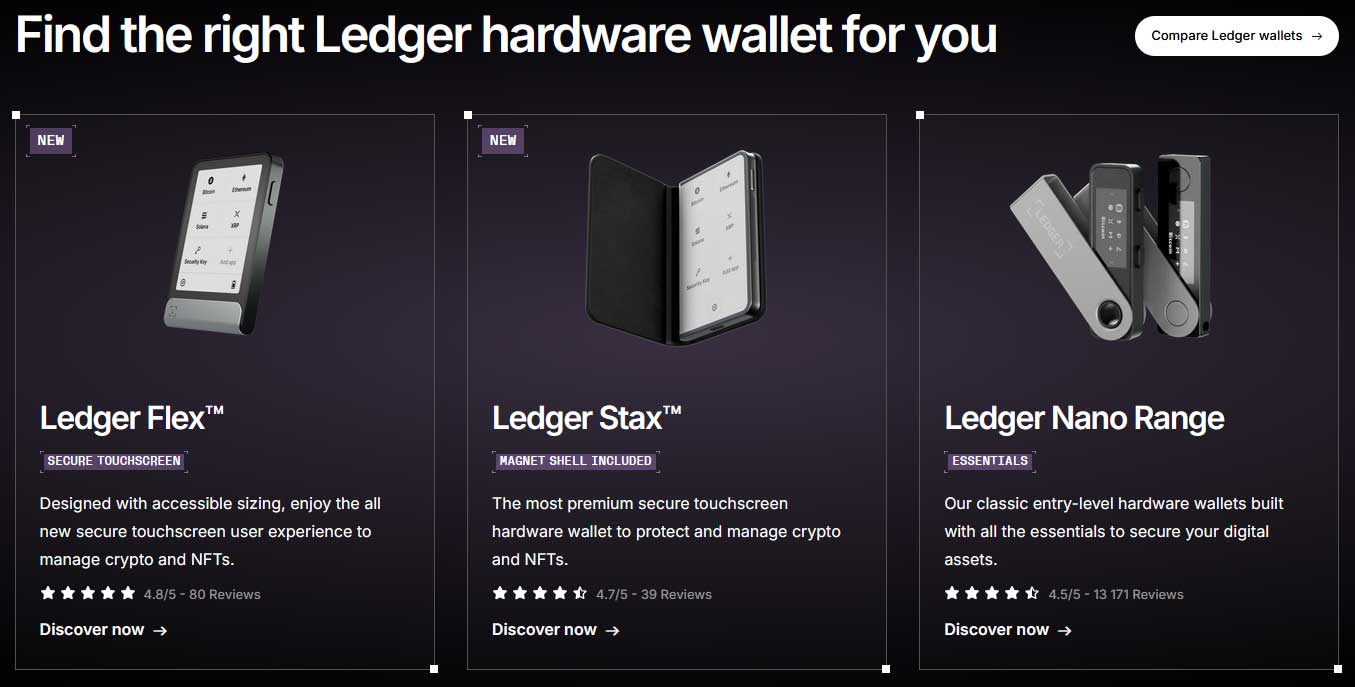 Find the right Ledger hardware wallet for you
Compare Ledger wallets →
NEW
Bitcoin
Ethereum
Solana
XRP
Security Key
Add app
NEW
Bitcoin
Ethereum
Solana
XRP
Security Key
Add app
LEDGER
Bitcoin
Bitcoin
Ledger Flex™
SECURE TOUCHSCREEN
Designed with accessible sizing, enjoy the all
new secure touchscreen user experience to
manage crypto and NFTs.
4.8/5 - 80 Reviews
Discover now →
Ledger Stax™
MAGNET SHELL INCLUDED
The most premium secure touchscreen
hardware wallet to protect and manage crypto
and NFTs.
4.7/5 - 39 Reviews
Discover now →
Ledger Nano Range
ESSENTIALS
Our classic entry-level hardware wallets built
with all the essentials to secure your digital
assets.
4.5/5 - 13 171 Reviews
Discover now →